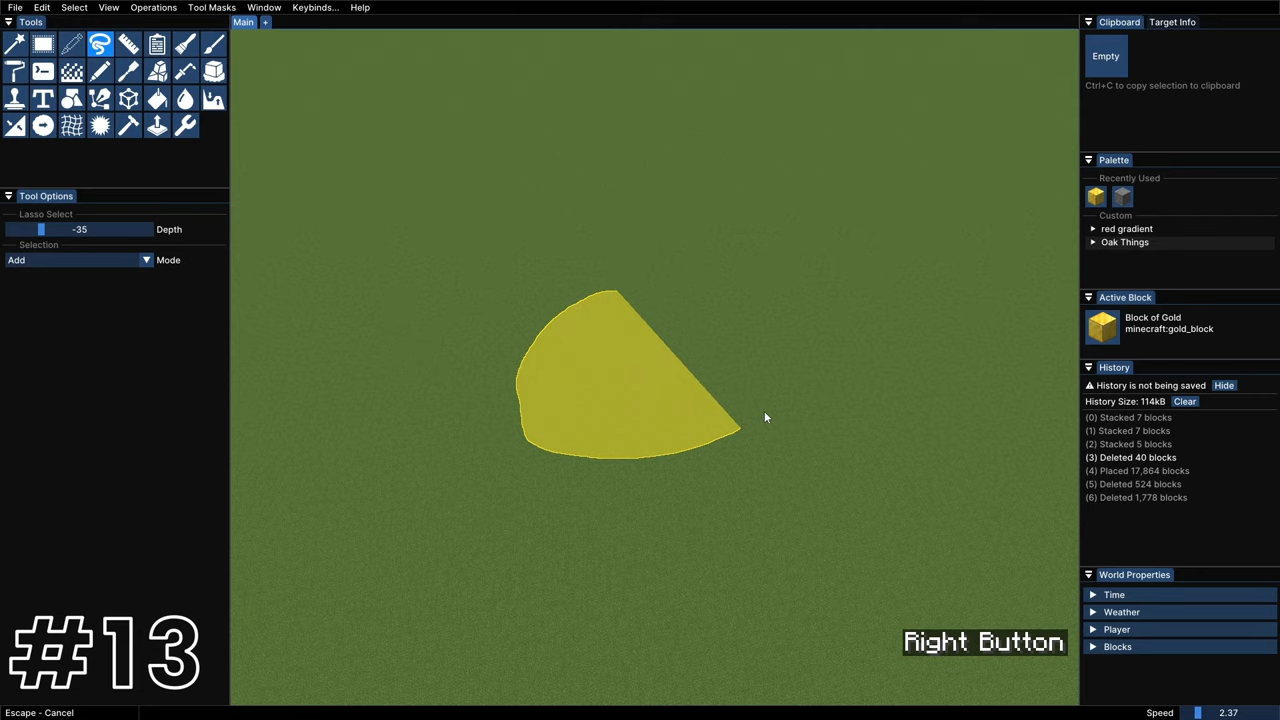 File Edit Select View Operations Tool Masks Window Keybinds... Help
Tools
Main +
Clipboard Target Info
Empty
Ctrl+C to copy selection to clipboard
Palette
Recently Used
Custom
red gradient
Oak Things
Tool Options
Lasso Select
-35 Depth
Selection
Add Mode
Active Block
Block of Gold
minecraft:gold_block
History
History is not being saved Hide
History Size: 114kB Clear
(0) Stacked 7 blocks
(1) Stacked 7 blocks
(2) Stacked 5 blocks
(3) Deleted 40 blocks
(4) Placed 17,864 blocks
(5) Deleted 524 blocks
(6) Deleted 1,778 blocks
World Properties
Time
Weather
Player
Blocks
#13
Right Button
Escape - Cancel
Speed 2.37